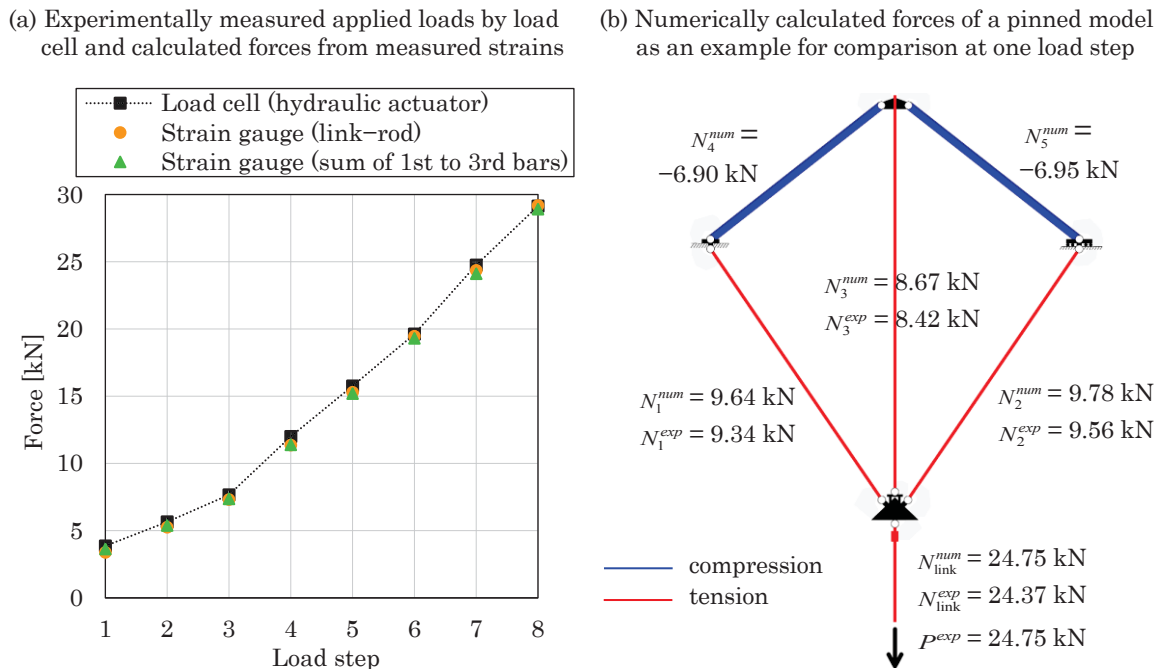 (a) Experimentally measured applied loads by load
cell and calculated forces from measured strains
Load cell (hydraulic actuator)
Strain gauge (link–rod)
Strain gauge (sum of 1st to 3rd bars)
30
25
20
15
10
5
0
Force [kN]
1 2 3 4 5 6 7 8
Load step
(b) Numerically calculated forces of a pinned model
as an example for comparison at one load step
N_4^{num} =
−6.90 kN
N_5^{num} =
−6.95 kN
N_3^{num} = 8.67 kN
N_3^{exp} = 8.42 kN
N_1^{num} = 9.64 kN
N_1^{exp} = 9.34 kN
N_2^{num} = 9.78 kN
N_2^{exp} = 9.56 kN
compression
tension
N_{link}^{num} = 24.75 kN
N_{link}^{exp} = 24.37 kN
P^{exp} = 24.75 kN